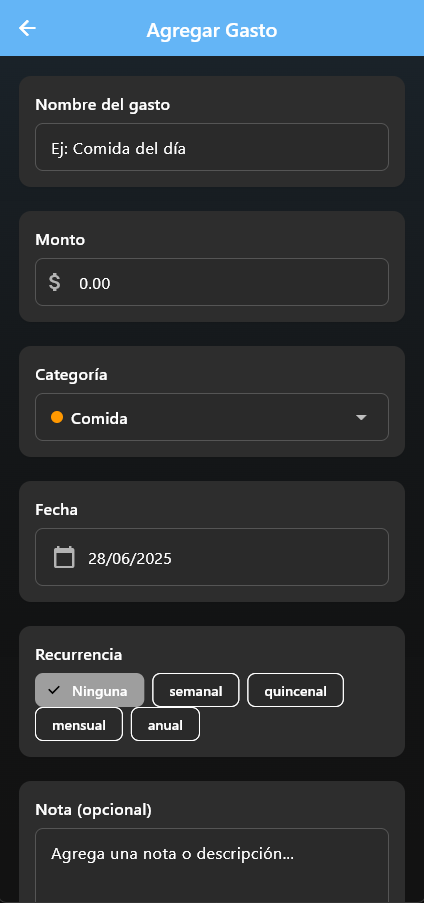 Agregar Gasto
Nombre del gasto
Ej: Comida del día
Monto
$ 0.00
Categoría
Comida
Fecha
28/06/2025
Recurrencia
Ninguna semanal quincenal
mensual anual
Nota (opcional)
Agrega una nota o descripción...